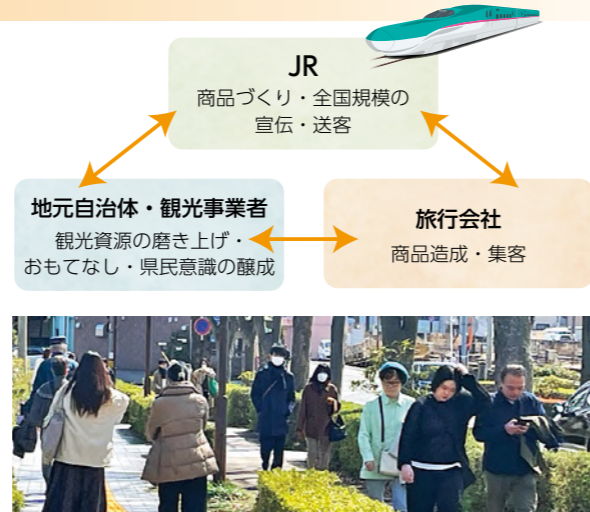 JR
商品づくり・全国規模の
宣伝・送客
地元自治体・観光事業者
観光資源の磨き上げ・
おもてなし・県民意識の醸成
旅行会社
商品造成・集客